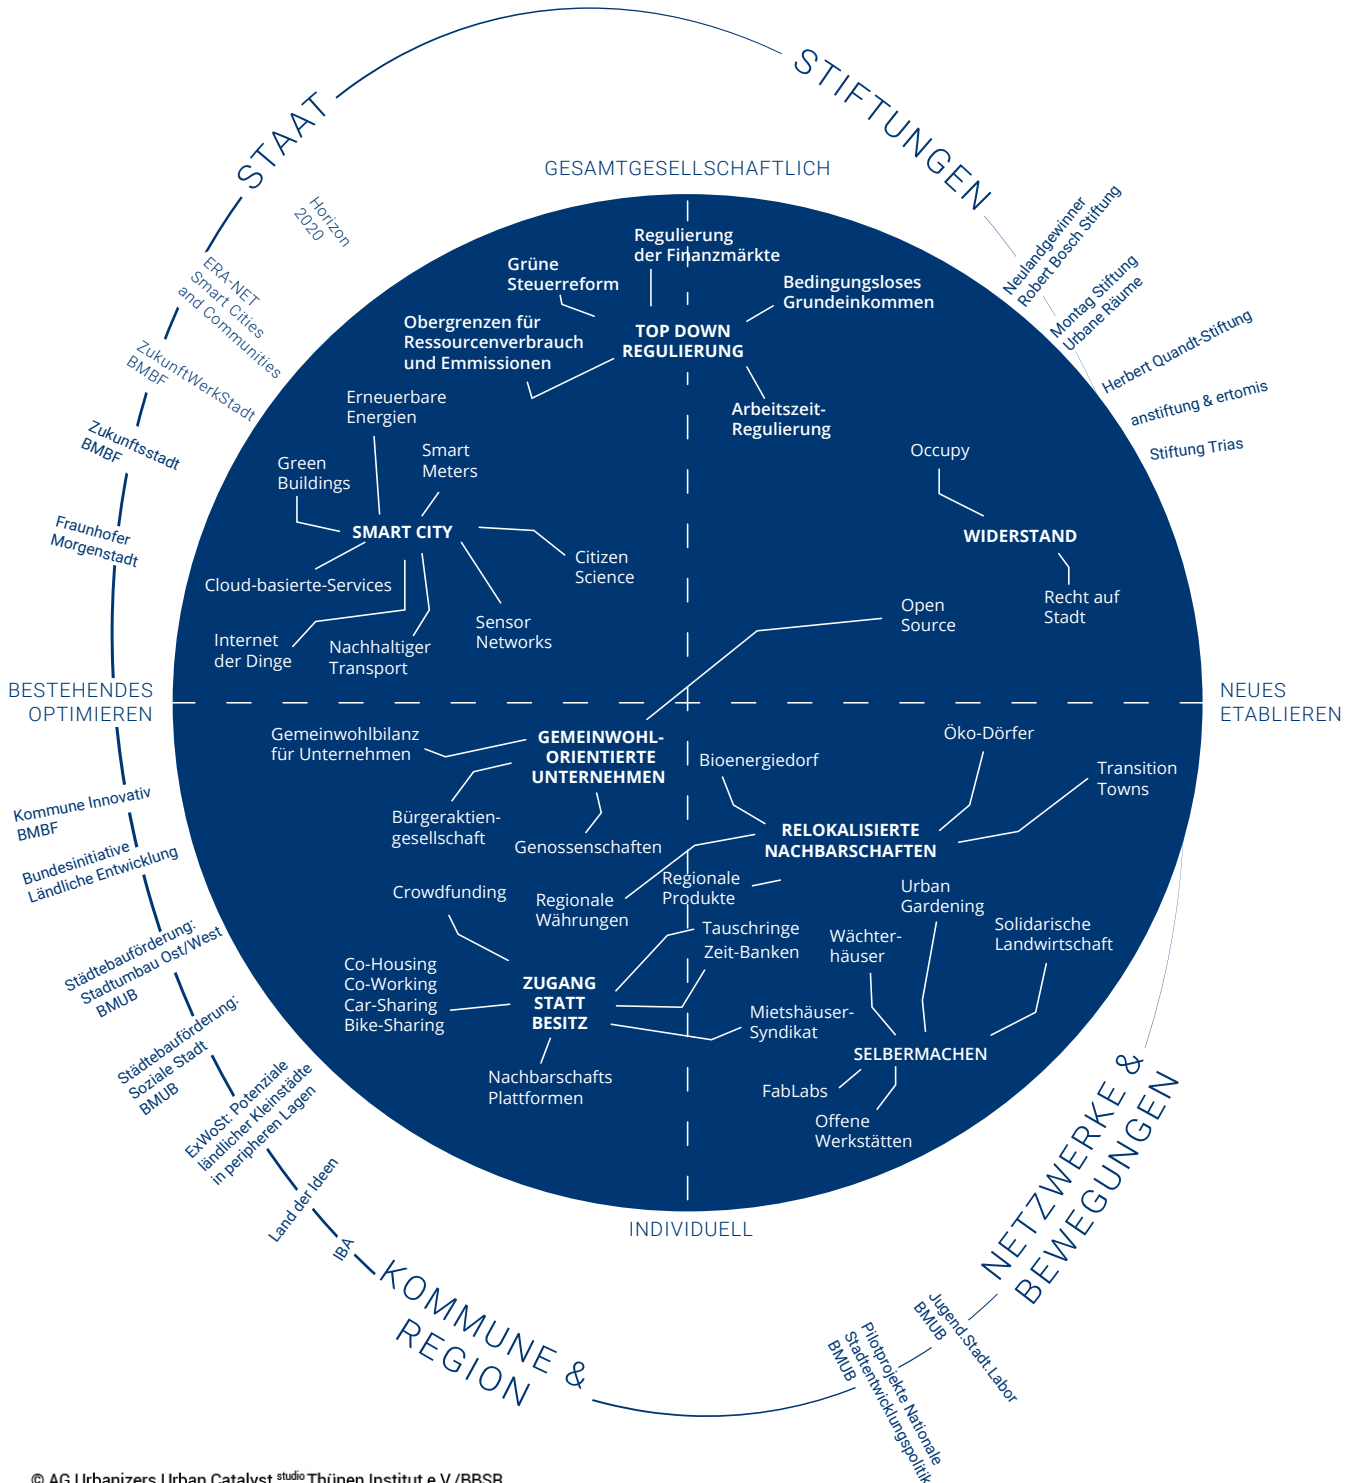 STAAT
STIFTUNGEN
GESAMTGESELLSCHAFTLICH
Horizon
2020
ERA-NET
Smart Cities
and Communities
ZukunftWerkStadt
BMBF
Zukunftsstadt
BMBF
Fraunhofer
Morgenstadt
Neulandgewinner
Robert Bosch Stiftung
Montag Stiftung
Urbane Räume
Herbert Quandt-Stiftung
anstiftung & ertomis
Stiftung Trias
Regulierung
der Finanzmärkte
Grüne
Steuerreform
Bedingungsloses
Grundeinkommen
Obergrenzen für
Ressourcenverbrauch
und Emmissionen
TOP DOWN
REGULIERUNG
Arbeitszeit-
Regulierung
Erneuerbare
Energien
Smart
Meters
Green
Buildings
SMART CITY
Citizen
Science
Cloud-basierte-Services
Sensor
Networks
Internet
der Dinge
Nachhaltiger
Transport
Occupy
WIDERSTAND
Recht auf
Stadt
Open
Source
BESTEHENDES
OPTIMIEREN
NEUES
ETABLIEREN
Gemeinwohlbilanz
für Unternehmen
GEMEINWOHL-
ORIENTIERTE
UNTERNEHMEN
Bürgeraktien-
gesellschaft
Genossenschaften
Bioenergiedorf
Öko-Dörfer
Transition
Towns
RELOKALISIERTE
NACHBARSCHAFTEN
Regionale
Währungen
Regionale
Produkte
Crowdfunding
Tauschringe
Zeit-Banken
Co-Housing
Co-Working
Car-Sharing
Bike-Sharing
ZUGANG
STATT
BESITZ
Mietshäuser-
Syndikat
Nachbarschafts
Plattformen
Urban
Gardening
Wächter-
häuser
Solidarische
Landwirtschaft
SELBERMACHEN
FabLabs
Offene
Werkstätten
INDIVIDUELL
Kommune Innovativ
BMBF
Bundesinitiative
Ländliche Entwicklung
Städtebauförderung:
Stadtumbau Ost/West
BMUB
Städtebauförderung:
Soziale Stadt
BMUB
ExWoSt: Potenziale
ländlicher Kleinstädte
in peripheren Lagen
Land der Ideen
IBA
KOMMUNE &
REGION
NETZWERKE &
BEWEGUNGEN
Jugend.Stadt.Labor
BMUB
Pilotprojekte Nationale
Stadtentwicklungspolitik
BMUB
© AG Urbanizers Urban Catalyst studio Thünen Institut e.V./BBSR